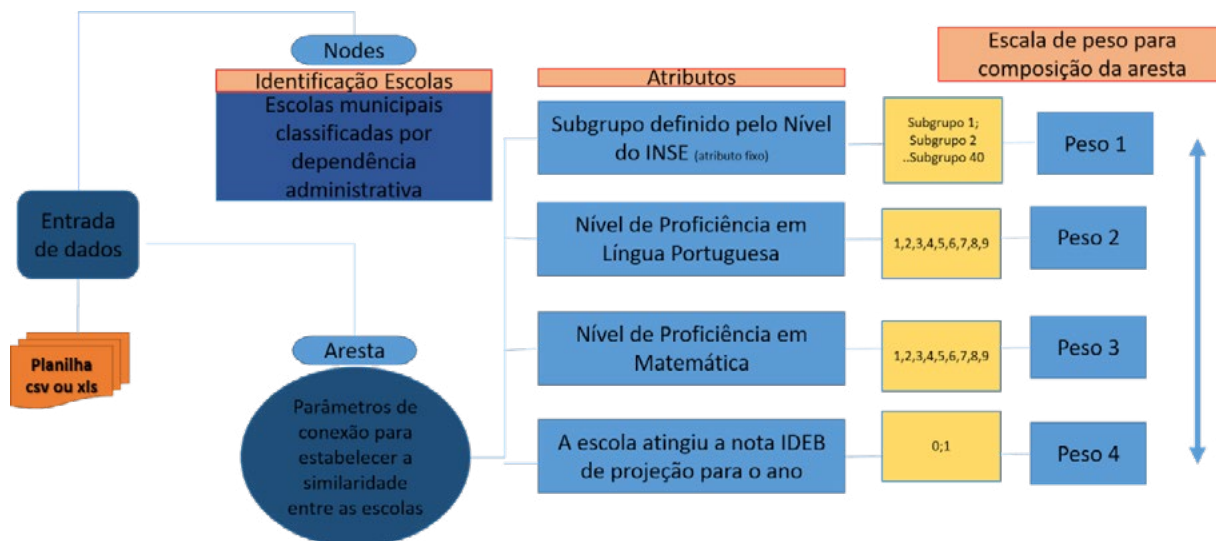 Nodes
Identificação Escolas
Escolas municipais
classificadas por
dependência
administrativa
Entrada
de dados
Planilha
csv ou xls
Aresta
Parâmetros de
conexão para
estabelecer a
similaridade
entre as escolas
Atributos
Subgrupo definido pelo Nível
do INSE (atributo fixo)
Nível de Proficiência em
Língua Portuguesa
Nível de Proficiência em
Matemática
A escola atingiu a nota IDEB
de projeção para o ano
Subgrupo 1;
Subgrupo 2
..Subgrupo 40
1,2,3,4,5,6,7,8,9
1,2,3,4,5,6,7,8,9
0;1
Escala de peso para
composição da aresta
Peso 1
Peso 2
Peso 3
Peso 4